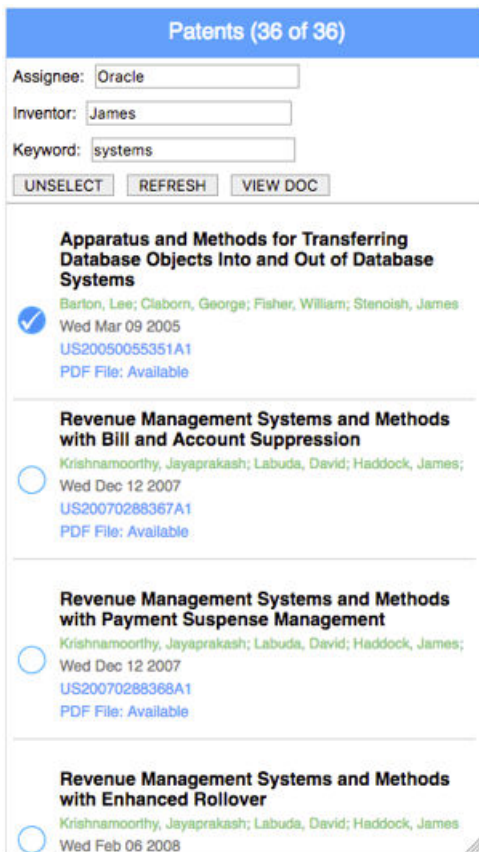 Patents (36 of 36)
Assignee: Oracle
Inventor: James
Keyword: systems
UNSELECT REFRESH VIEW DOC
Apparatus and Methods for Transferring
Database Objects Into and Out of Database
Systems
Barton, Lee; Claborn, George; Fisher, William; Stenoish, James
Wed Mar 09 2005
US20050055351A1
PDF File: Available
Revenue Management Systems and Methods
with Bill and Account Suppression
Krishnamoorthy, Jayaprakash; Labuda, David; Haddock, James;
Wed Dec 12 2007
US20070288367A1
PDF File: Available
Revenue Management Systems and Methods
with Payment Suspense Management
Krishnamoorthy, Jayaprakash; Labuda, David; Haddock, James;
Wed Dec 12 2007
US20070288368A1
PDF File: Available
Revenue Management Systems and Methods
with Enhanced Rollover
Krishnamoorthy, Jayaprakash; Labuda, David; Haddock, James
Wed Feb 06 2008